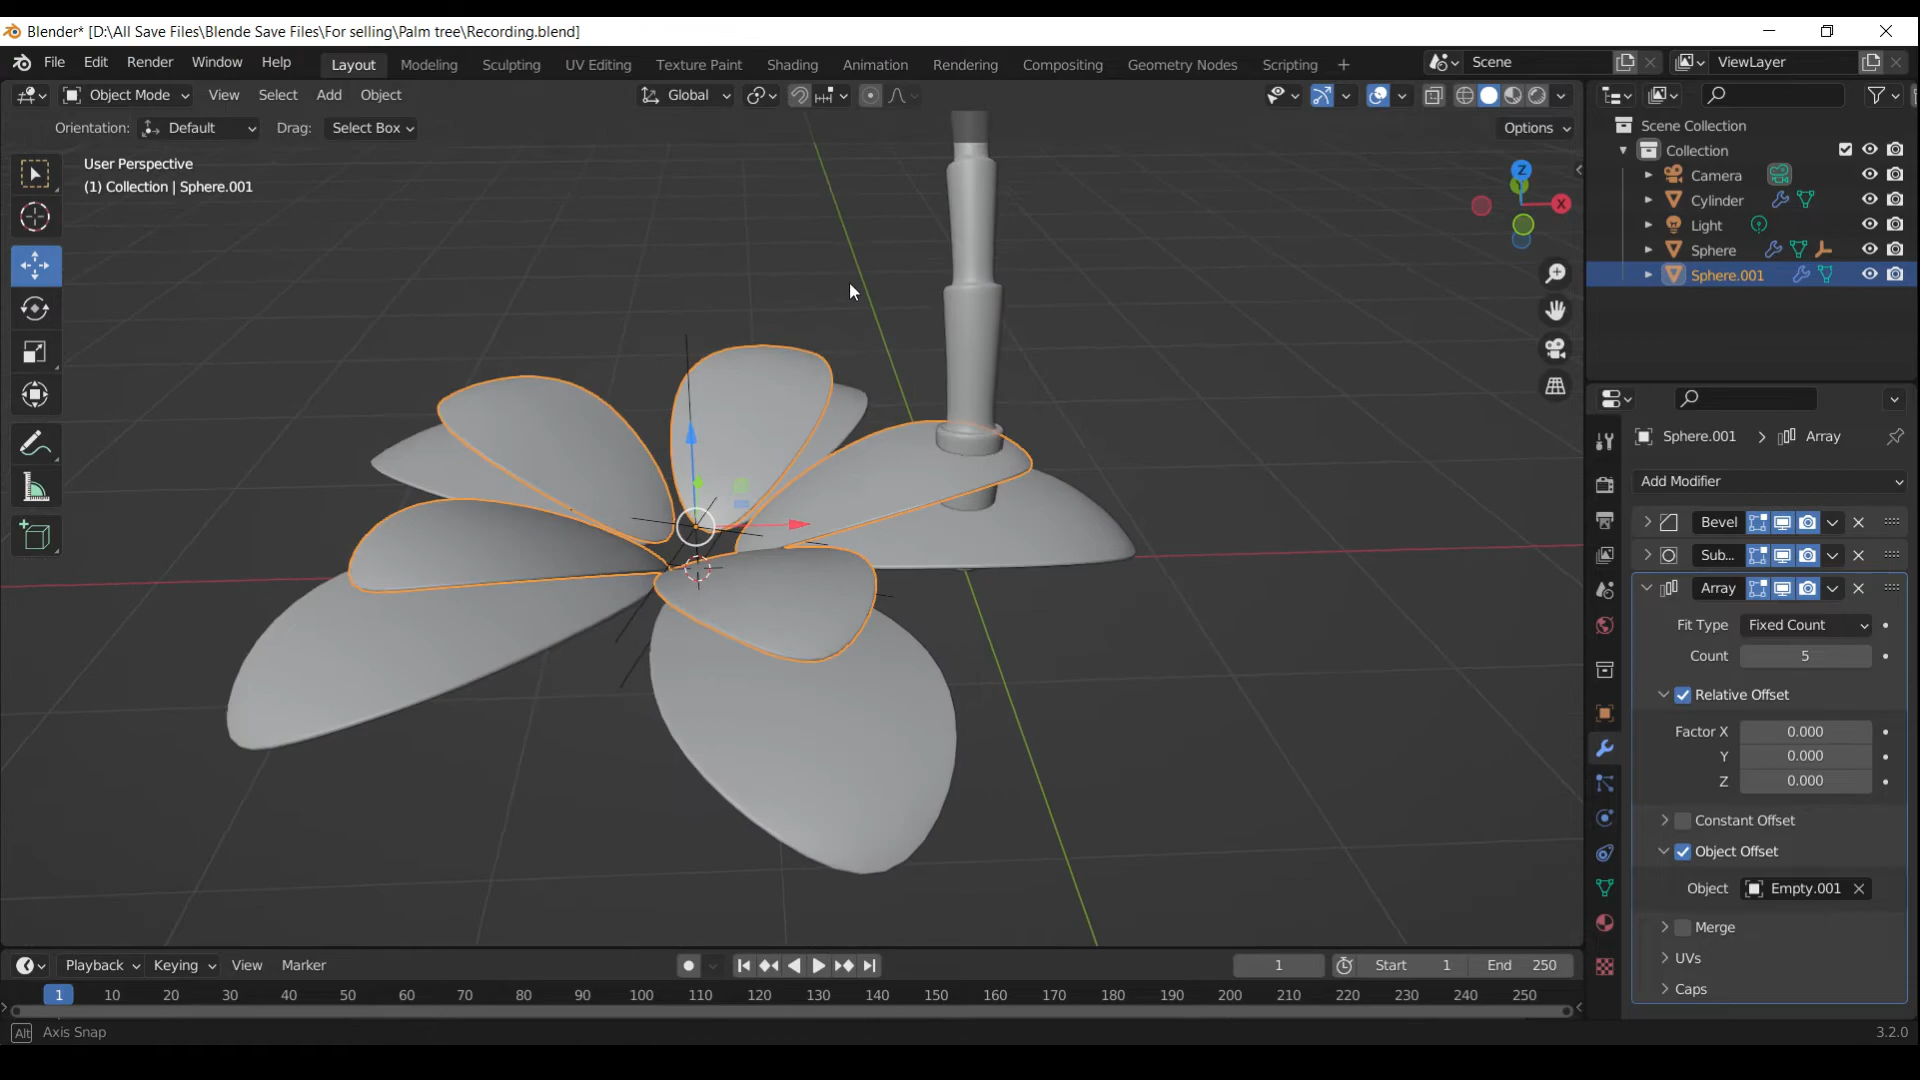 Blender* [D:\All Save Files\Blende Save Files\For selling\Palm tree\Recording.blend]
File Edit Render Window Help Layout Modeling Sculpting UV Editing Texture Paint Shading Animation Rendering Compositing Geometry Nodes Scripting + Scene ViewLayer
Object Mode View Select Add Object Global
Orientation: Default Drag: Select Box Options
User Perspective
(1) Collection | Sphere.001
Z
X
Scene Collection
Collection
Camera
Cylinder
Light
Sphere
Sphere.001
Sphere.001 > Array
Add Modifier
Bevel
Sub...
Array
Fit Type Fixed Count
Count 5
Relative Offset
Factor X 0.000
Y 0.000
Z 0.000
Constant Offset
Object Offset
Object Empty.001
Merge
UVs
Caps
Playback Keying View Marker 1 Start 1 End 250
1 10 20 30 40 50 60 70 80 90 100 110 120 130 140 150 160 170 180 190 200 210 220 230 240 250
Alt Axis Snap 3.2.0